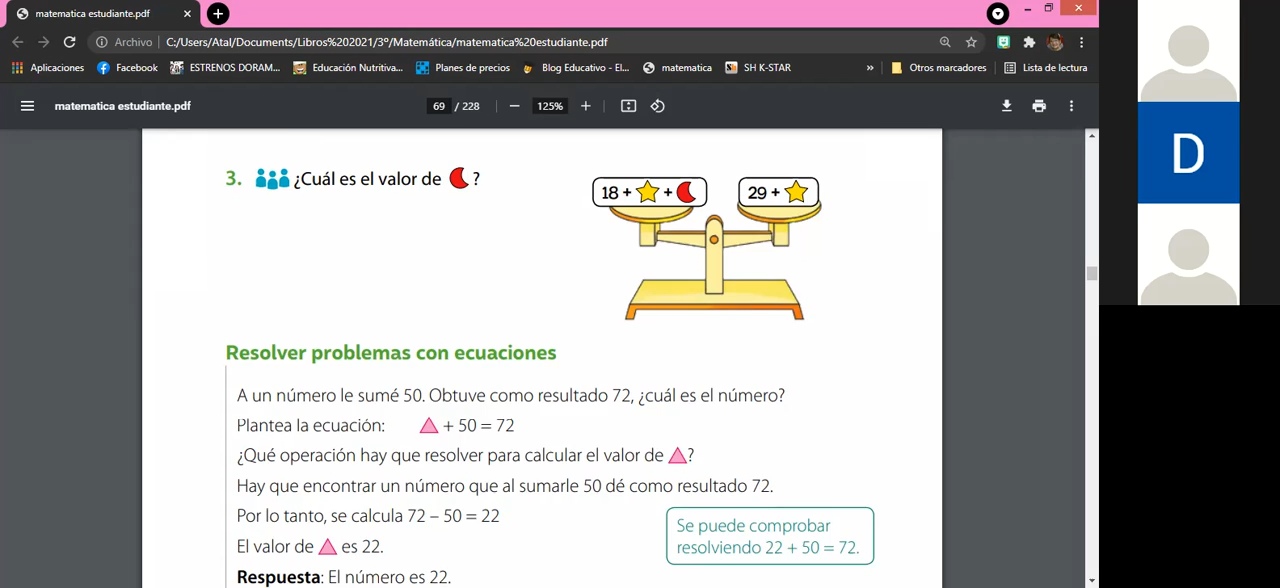 matematica estudiante.pdf
Archivo | C:/Users/Atal/Documents/Libros%202021/3º/Matemática/matematica%20estudiante.pdf
Aplicaciones Facebook ESTRENOS DORAM... Educación Nutritiva... Planes de precios Blog Educativo - El... matematica SH K-STAR » Otros marcadores Lista de lectura
matematica estudiante.pdf 69 / 228 — 125% +
3. ¿Cuál es el valor de ?
18 + + 29 +
Resolver problemas con ecuaciones
A un número le sumé 50. Obtuve como resultado 72, ¿cuál es el número?
Plantea la ecuación: + 50 = 72
¿Qué operación hay que resolver para calcular el valor de ?
Hay que encontrar un número que al sumarle 50 dé como resultado 72.
Por lo tanto, se calcula 72 – 50 = 22
El valor de es 22.
Respuesta: El número es 22.
Se puede comprobar
resolviendo 22 + 50 = 72.
D